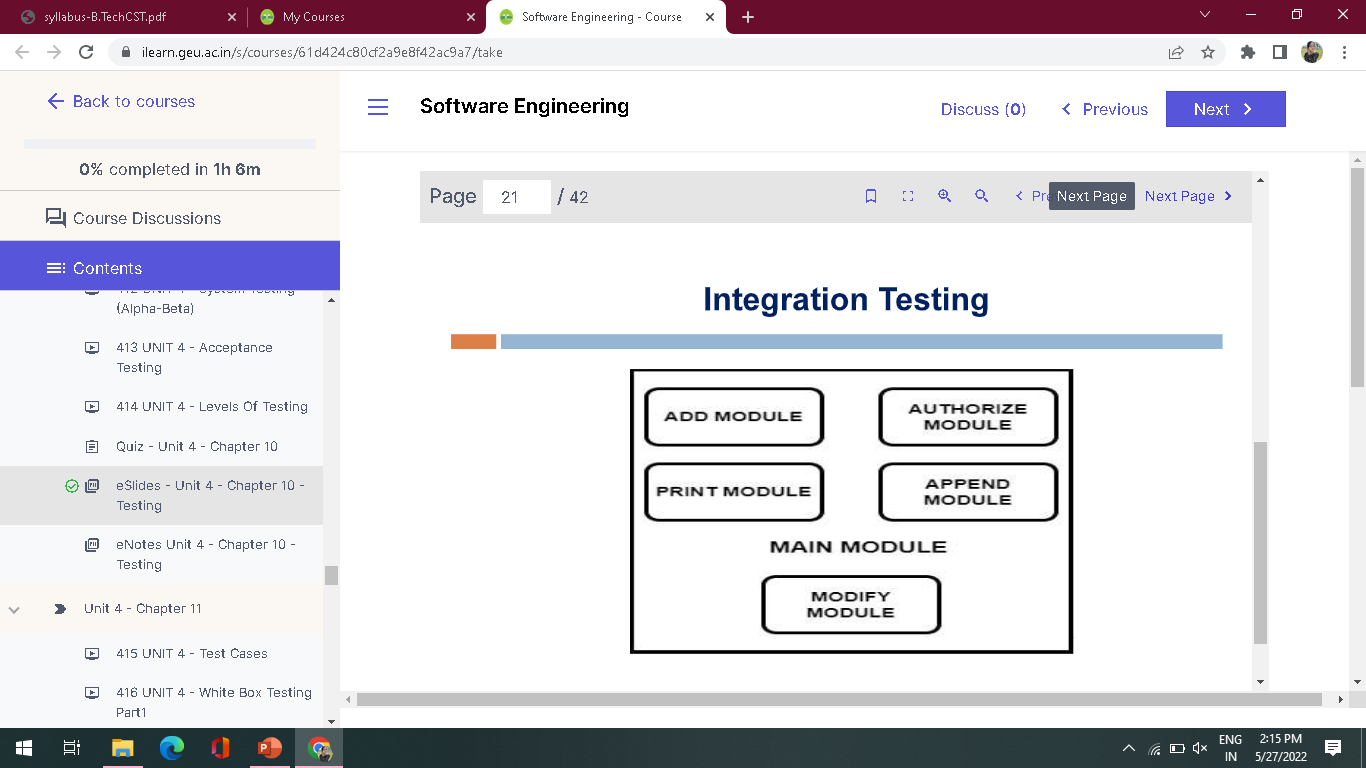 syllabus-B.TechCST.pdf
My Courses
Software Engineering - Course
ilearn.geu.ac.in/s/courses/61d424c80cf2a9e8f42ac9a7/take
Back to courses
0% completed in 1h 6m
Course Discussions
Contents
(Alpha-Beta)
413 UNIT 4 - Acceptance
Testing
414 UNIT 4 - Levels Of Testing
Quiz - Unit 4 - Chapter 10
eSlides - Unit 4 - Chapter 10 -
Testing
eNotes Unit 4 - Chapter 10 -
Testing
Unit 4 - Chapter 11
415 UNIT 4 - Test Cases
416 UNIT 4 - White Box Testing
Part1
Software Engineering
Discuss (0)
Previous
Next
Page 21 / 42
Pre
Next Page
Next Page
Integration Testing
ADD MODULE
AUTHORIZE
MODULE
PRINT MODULE
APPEND
MODULE
MAIN MODULE
MODIFY
MODULE
ENG
IN
2:15 PM
5/27/2022